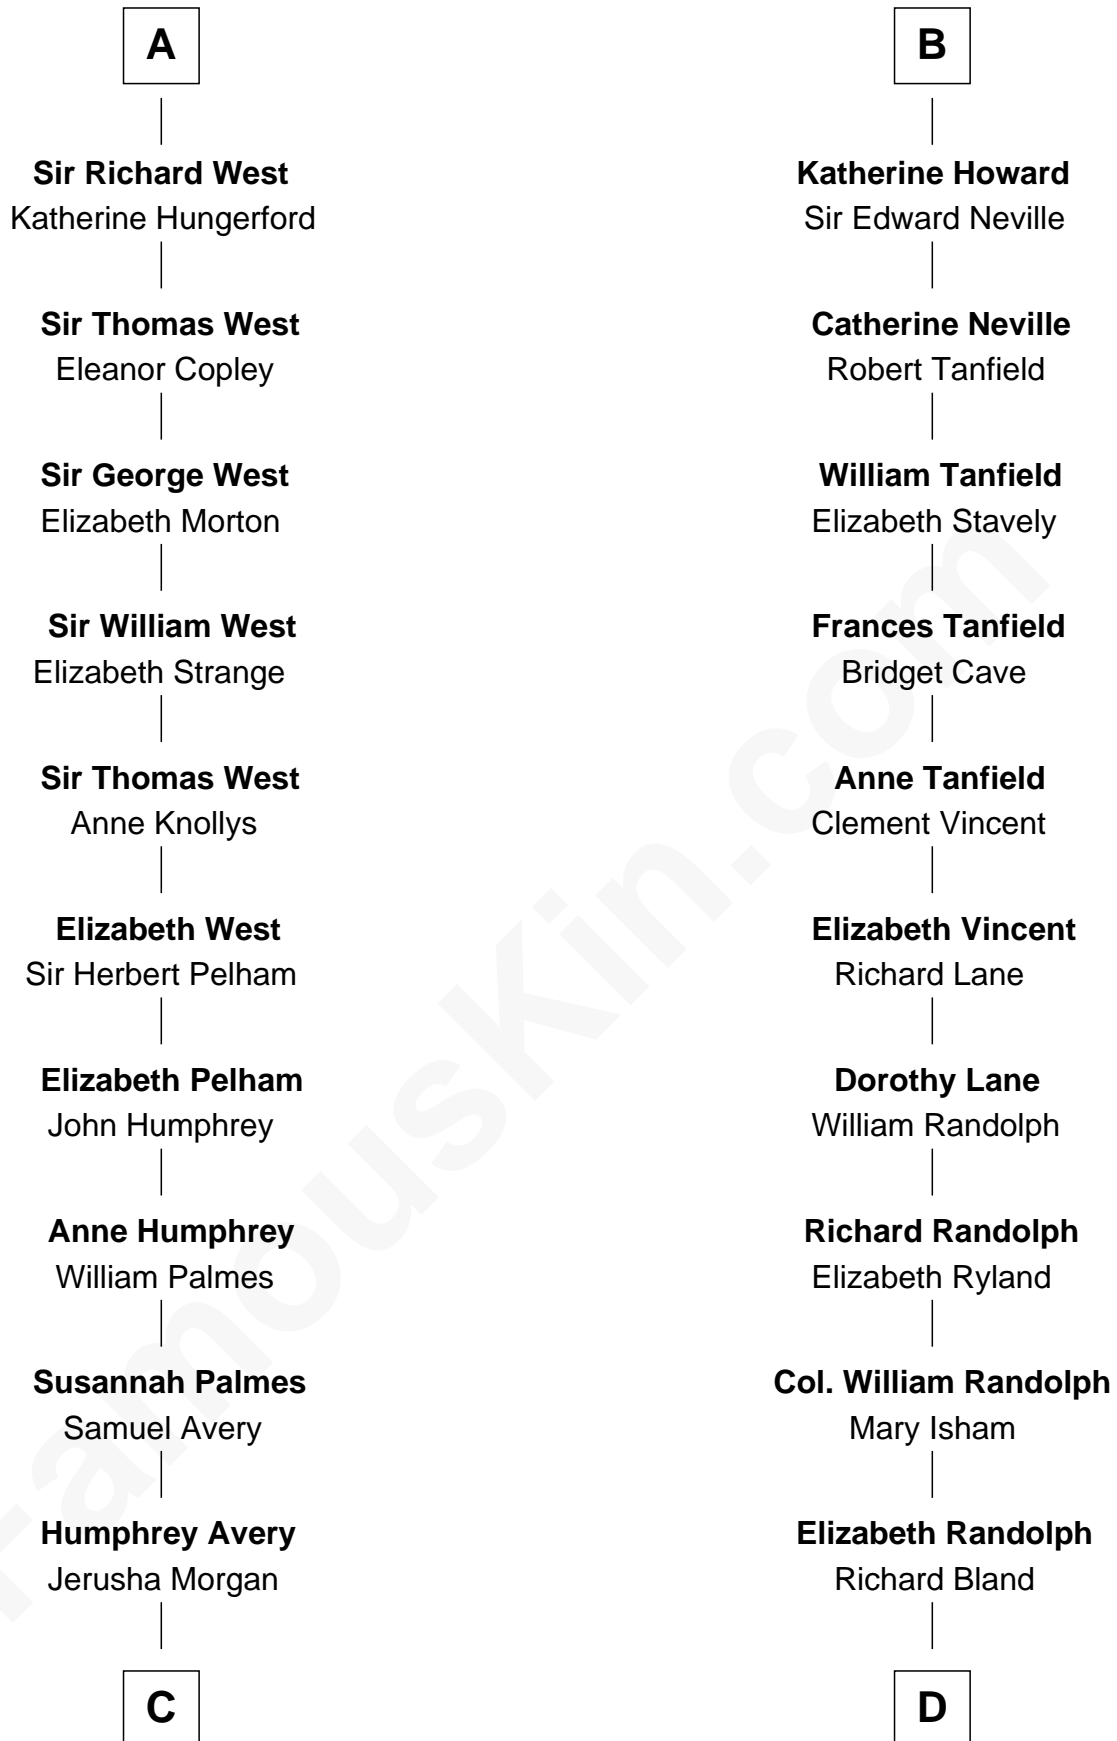 A
Sir Richard West
Katherine Hungerford
Sir Thomas West
Eleanor Copley
Sir George West
Elizabeth Morton
Sir William West
Elizabeth Strange
Sir Thomas West
Anne Knollys
Elizabeth West
Sir Herbert Pelham
Elizabeth Pelham
John Humphrey
Anne Humphrey
William Palmes
Susannah Palmes
Samuel Avery
Humphrey Avery
Jerusha Morgan
C
B
Katherine Howard
Sir Edward Neville
Catherine Neville
Robert Tanfield
William Tanfield
Elizabeth Stavely
Frances Tanfield
Bridget Cave
Anne Tanfield
Clement Vincent
Elizabeth Vincent
Richard Lane
Dorothy Lane
William Randolph
Richard Randolph
Elizabeth Ryland
Col. William Randolph
Mary Isham
Elizabeth Randolph
Richard Bland
D
FamousKin.com